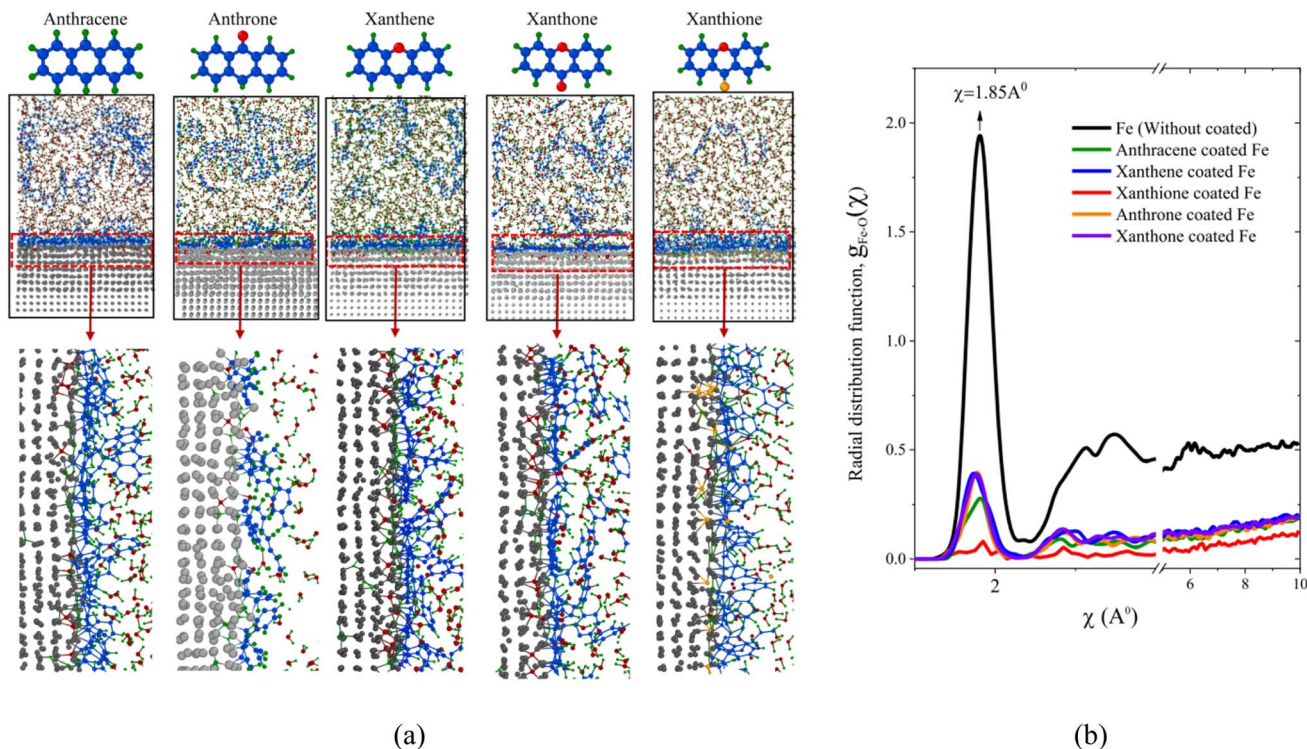 Anthracene
Anthrone
Xanthene
Xanthone
Xanthione
χ=1.85A⁰
Fe (Without coated)
Anthracene coated Fe
Xanthene coated Fe
Xanthione coated Fe
Anthrone coated Fe
Xanthone coated Fe
Radial distribution function, gFe-O(χ)
2.0
1.5
1.0
0.5
0.0
2
6
8
10
χ (A⁰)
(a)
(b)